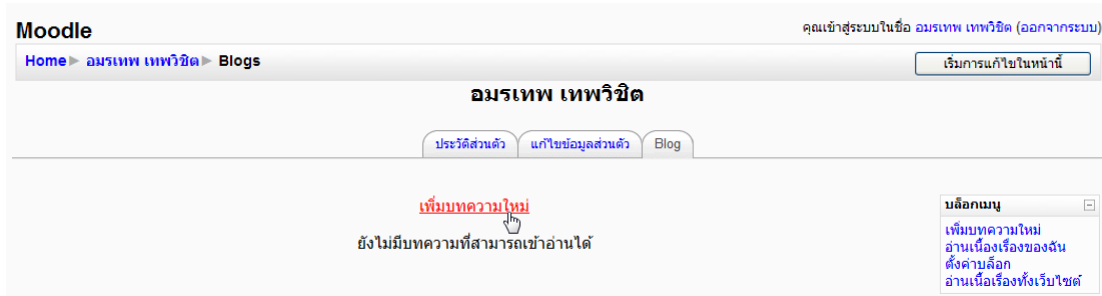 Moodle
คุณเข้าสู่ระบบในชื่อ อมรเทพ เทพวิชิต (ออกจากระบบ)
Home ► อมรเทพ เทพวิชิต ► Blogs
เริ่มการแก้ไขในหน้านี้
อมรเทพ เทพวิชิต
ประวัติส่วนตัว
แก้ไขข้อมูลส่วนตัว
Blog
เพิ่มบทความใหม่
ยังไม่มีบทความที่สามารถเข้าอ่านได้
บล็อกเมนู
เพิ่มบทความใหม่
อ่านเนื้องเรื่องของฉัน
ตั้งค่าบล็อก
อ่านเนื้อเรื่องทั้งเว็บไซต์